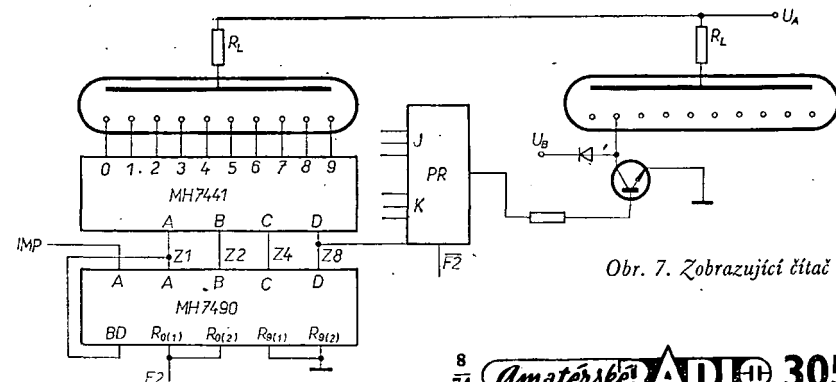 U_A
R_L
R_L
0 1 2 3 4 5 6 7 8 9
MH7441
A B C D
J
PR
K
U_B
IMP
Z1 Z2 Z4 Z8
F2
A A B C D
MH7490
BD R0(1) R0(2) R9(1) R9(2)
F2
Obr. 7. Zobrazující čítač
8
Amatérské RADIO 305